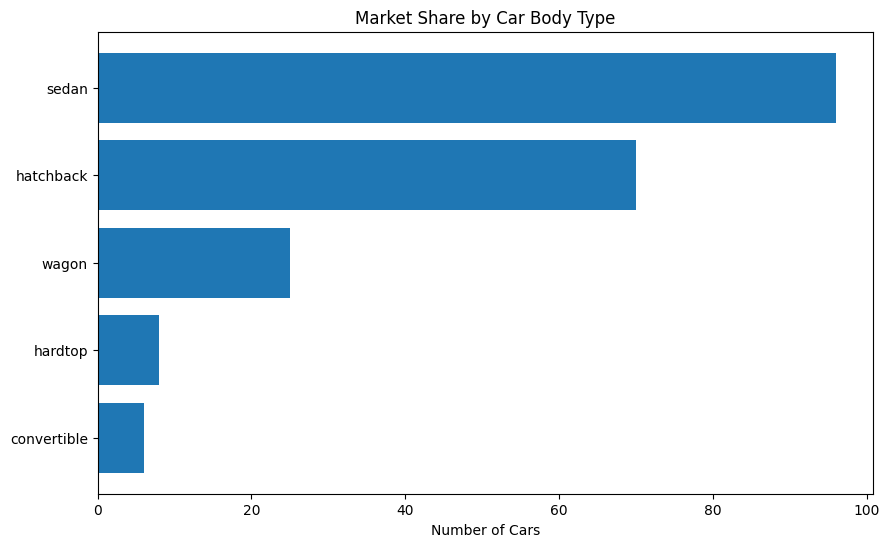 Market Share by Car Body Type
sedan
hatchback
wagon
hardtop
convertible
0 20 40 60 80 100
Number of Cars